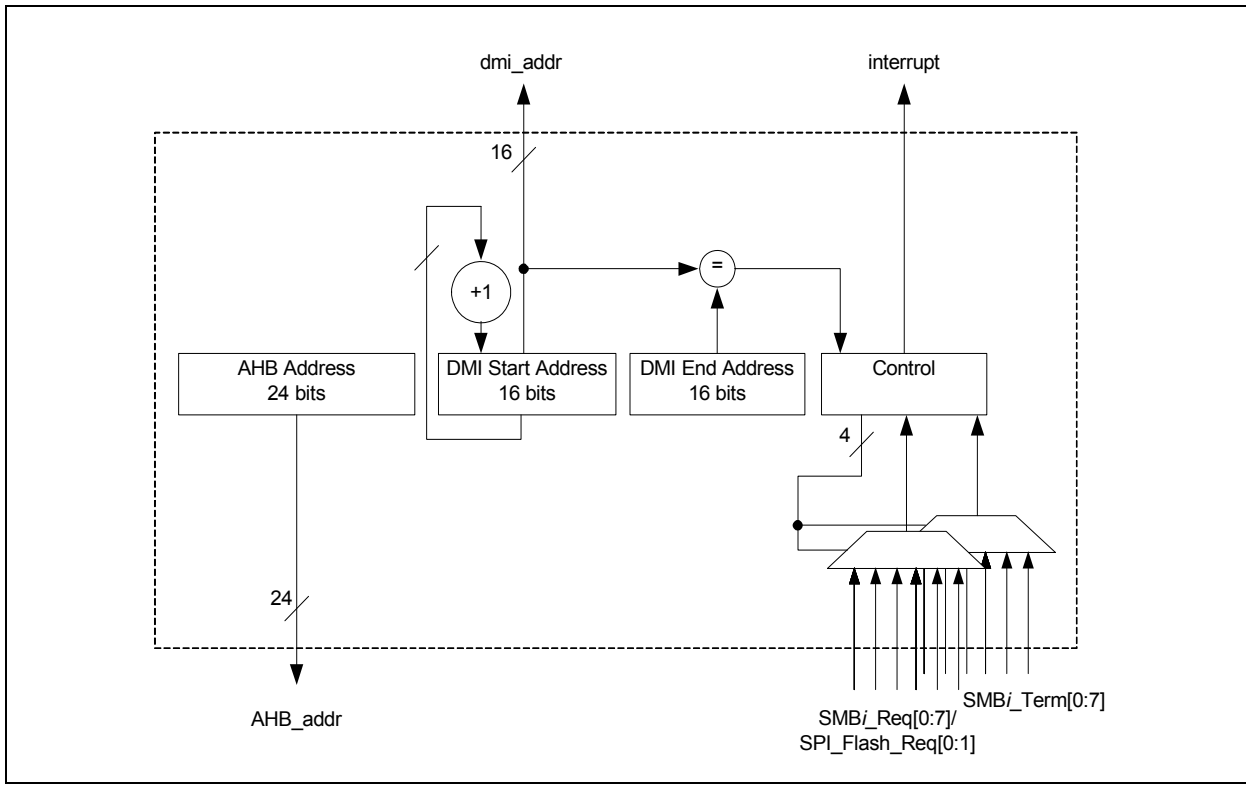 dmi_addr
interrupt
16
+1
=
AHB Address
24 bits
DMI Start Address
16 bits
DMI End Address
16 bits
Control
4
24
AHB_addr
SMBi_Req[0:7]/
SPI_Flash_Req[0:1]
SMBi_Term[0:7]